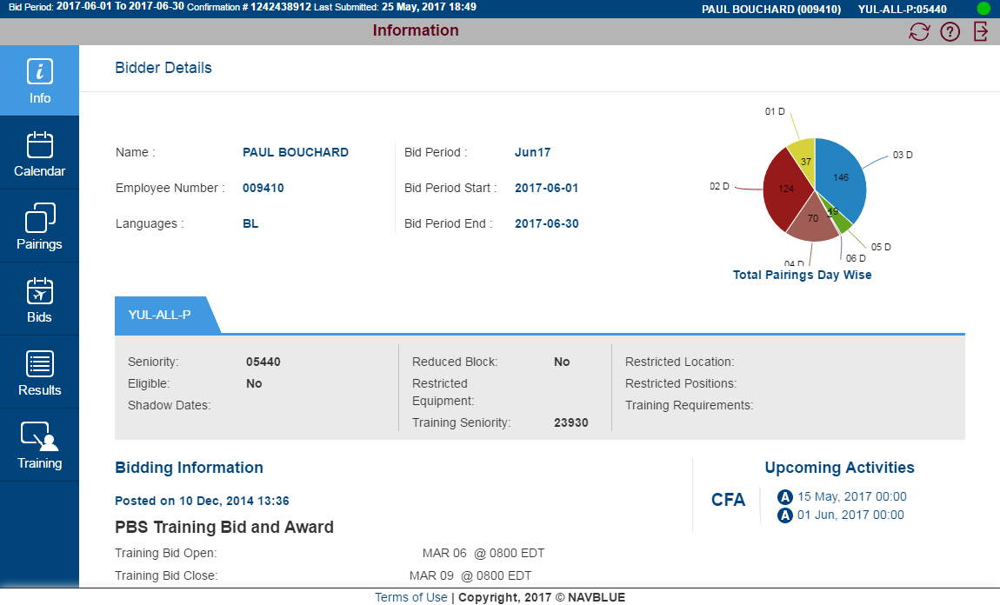 Bid Period: 2017-06-01 To 2017-06-30 Confirmation # 1242438912 Last Submitted: 25 May, 2017 18:49
PAUL BOUCHARD (009410) YUL-ALL-P:05440
Information
Info
Calendar
Pairings
Bids
Results
Training
Bidder Details
Name : PAUL BOUCHARD
Employee Number : 009410
Languages : BL
Bid Period : Jun17
Bid Period Start : 2017-06-01
Bid Period End : 2017-06-30
01 D
03 D
02 D
05 D
06 D
04 D
37
146
124
19
70
Total Pairings Day Wise
YUL-ALL-P
Seniority: 05440
Eligible: No
Shadow Dates:
Reduced Block: No
Restricted
Equipment:
Training Seniority: 23930
Restricted Location:
Restricted Positions:
Training Requirements:
Bidding Information
Posted on 10 Dec, 2014 13:36
PBS Training Bid and Award
Training Bid Open: MAR 06 @ 0800 EDT
Training Bid Close: MAR 09 @ 0800 EDT
Upcoming Activities
CFA
A 15 May, 2017 00:00
A 01 Jun, 2017 00:00
Terms of Use | Copyright, 2017 © NAVBLUE